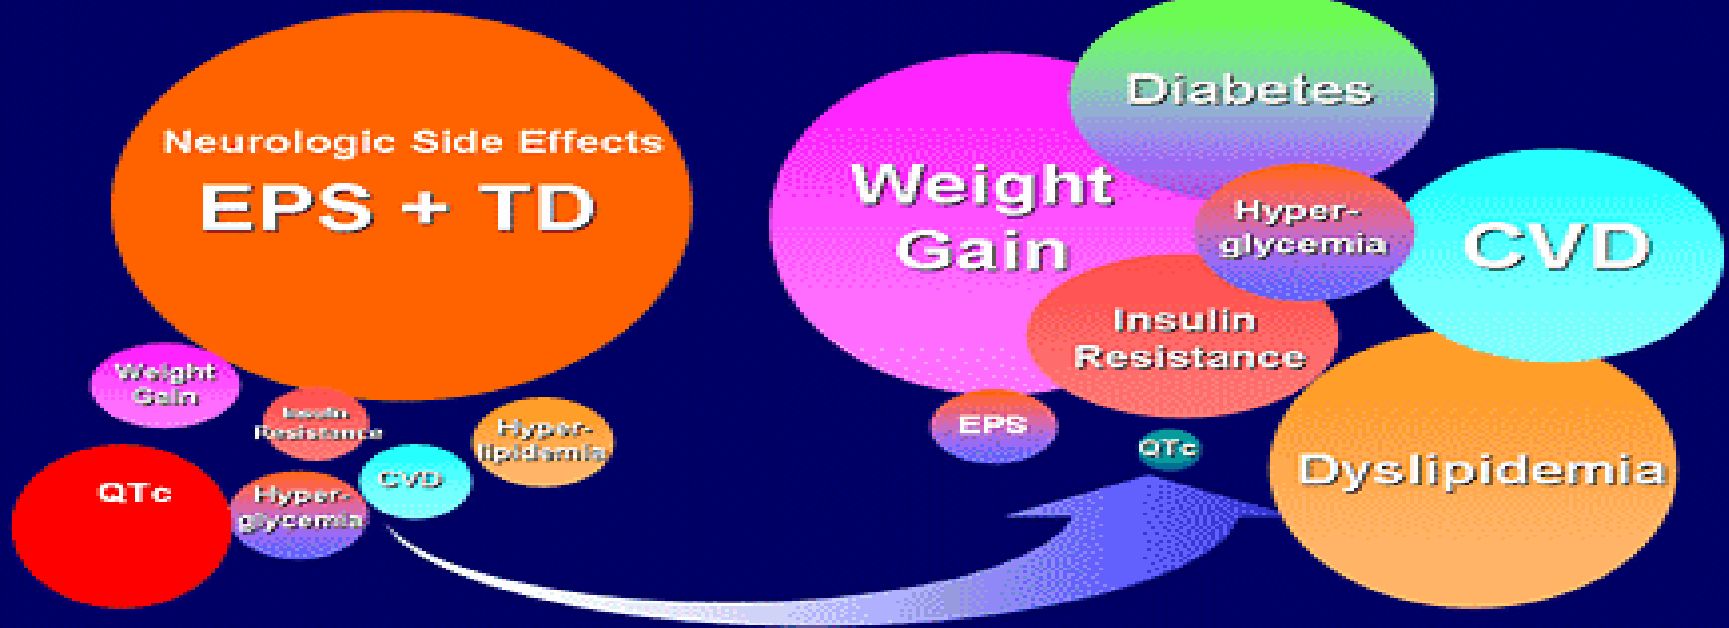 Neurologic Side Effects
EPS + TD
Weight
Gain
Insulin
Resistance
Hyper-
lipidemia
QTc
Hyper-
glycemia
CVD
Diabetes
Weight
Gain
Hyper-
glycemia
CVD
Insulin
Resistance
EPS
QTc
Dyslipidemia